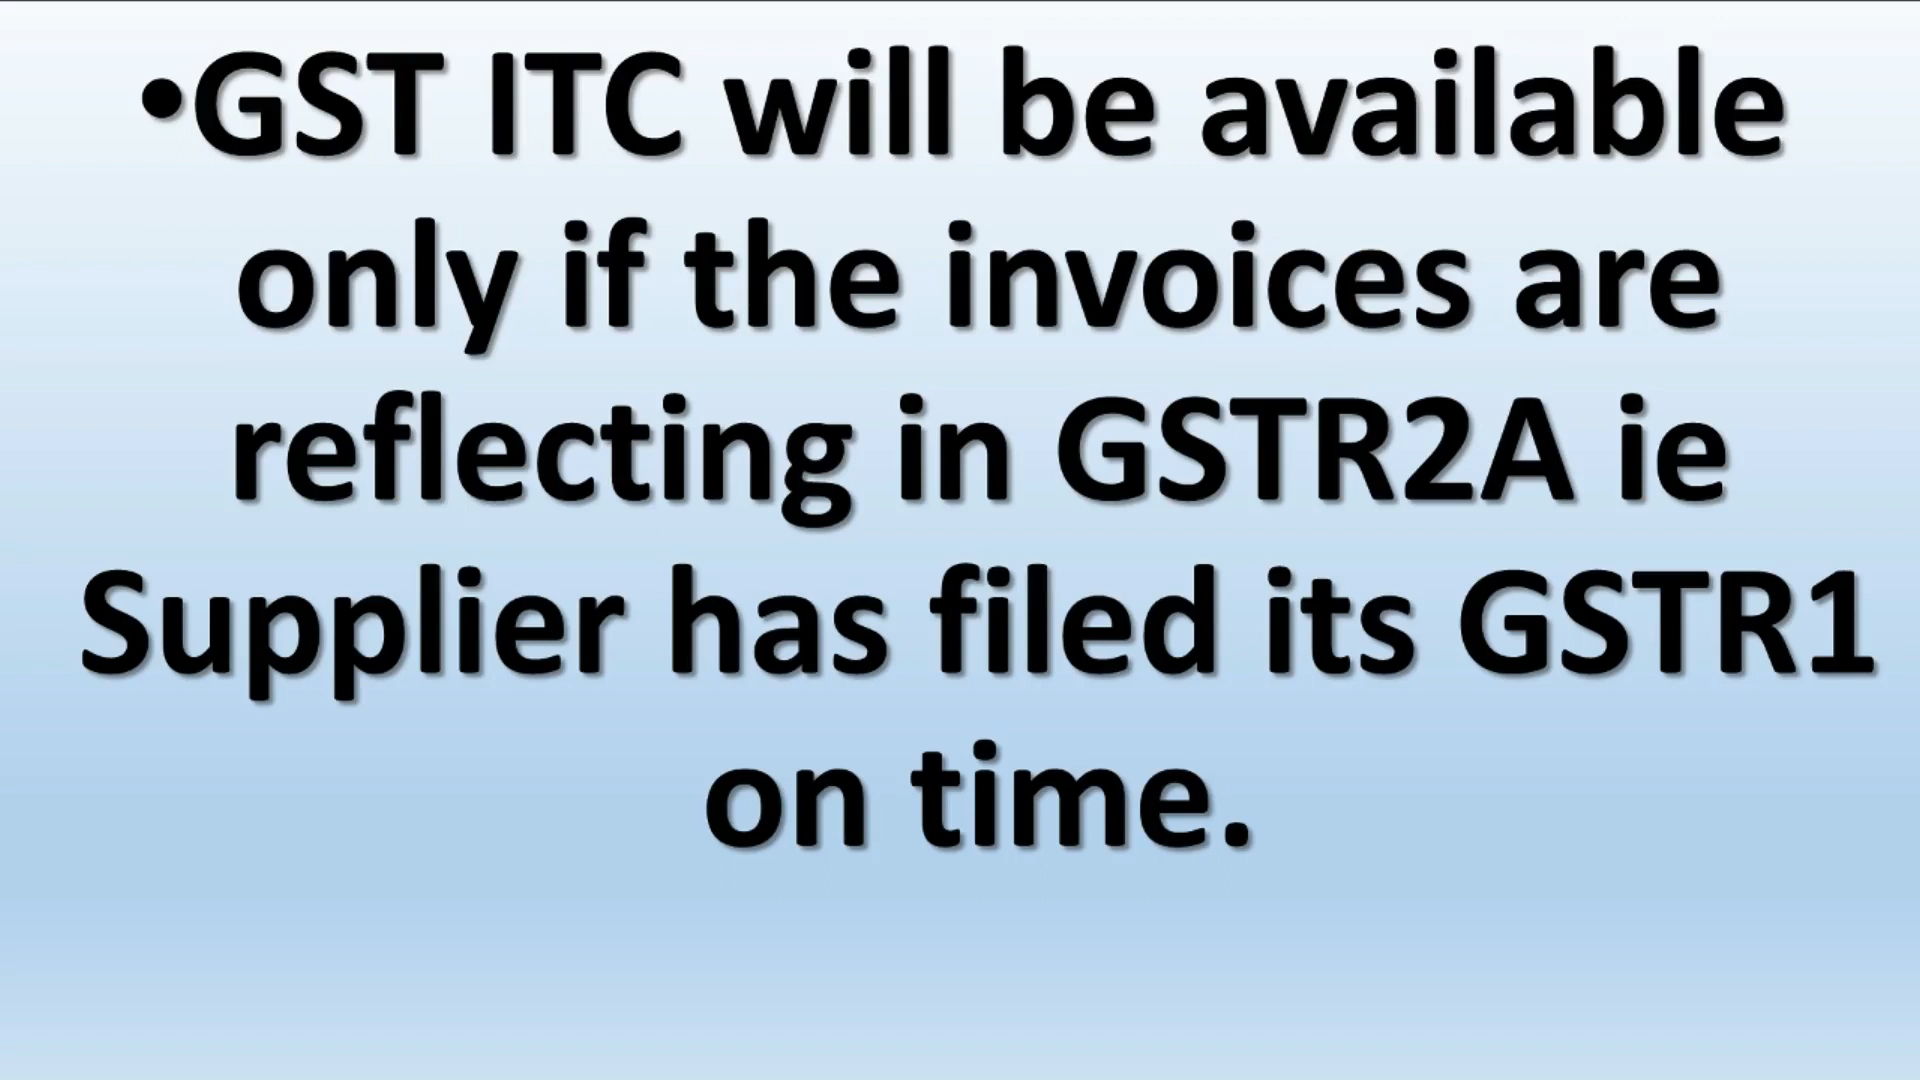 •GST ITC will be available
only if the invoices are
reflecting in GSTR2A ie
Supplier has filed its GSTR1
on time.